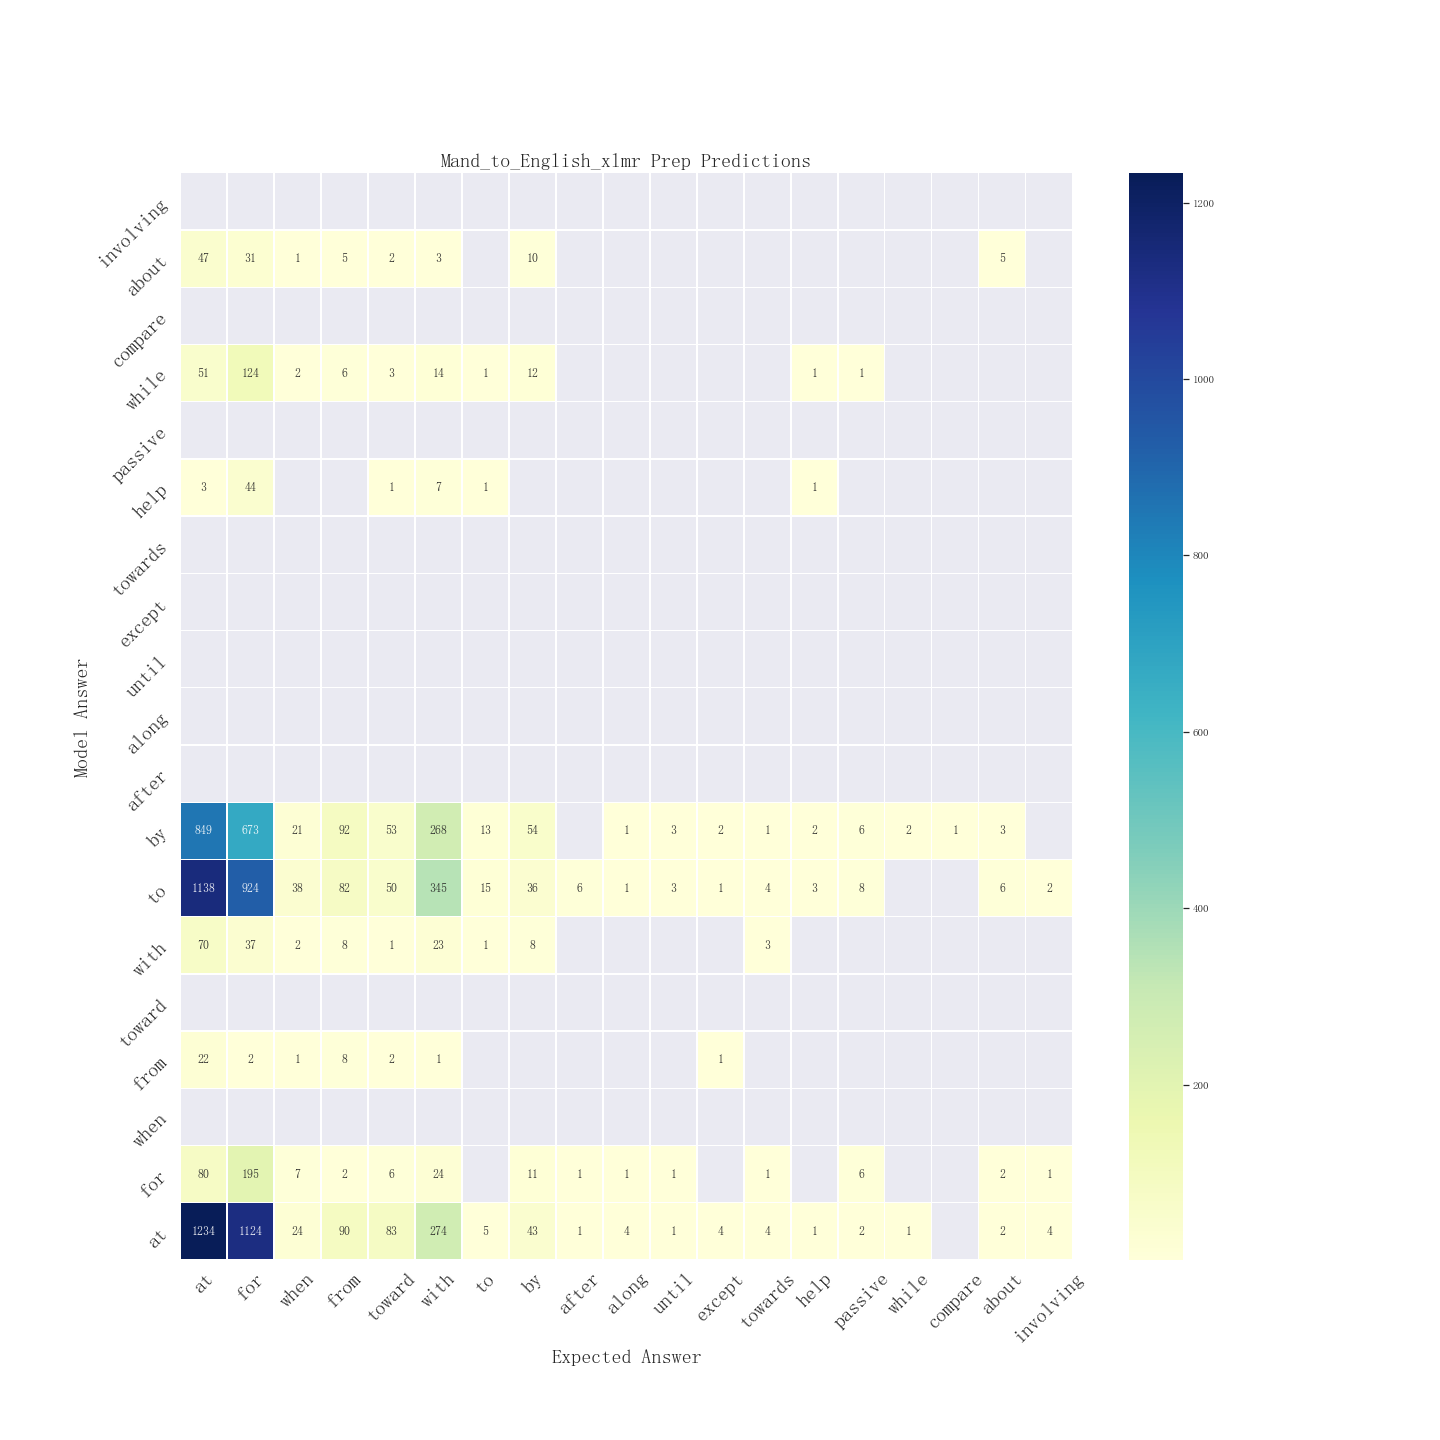 Mand_to_English_xlmr Prep Predictions
involving
about 47 31 1 5 2 3 10 5
compare
while 51 124 2 6 3 14 1 12 1 1
passive
help 3 44 1 7 1 1
towards
except
until
along
after
by 849 673 21 92 53 268 13 54 1 3 2 1 2 6 2 1 3
to 1138 924 38 82 50 345 15 36 6 1 3 1 4 3 8 6 2
with 70 37 2 8 1 23 1 8 3
toward
from 22 2 1 8 2 1 1
when
for 80 195 7 2 6 24 11 1 1 1 1 6 2 1
at 1234 1124 24 90 83 274 5 43 1 4 1 4 4 1 2 1 2 4
at for when from toward with to by after along until except towards help passive while compare about involving
Expected Answer
Model Answer
1200
1000
800
600
400
200